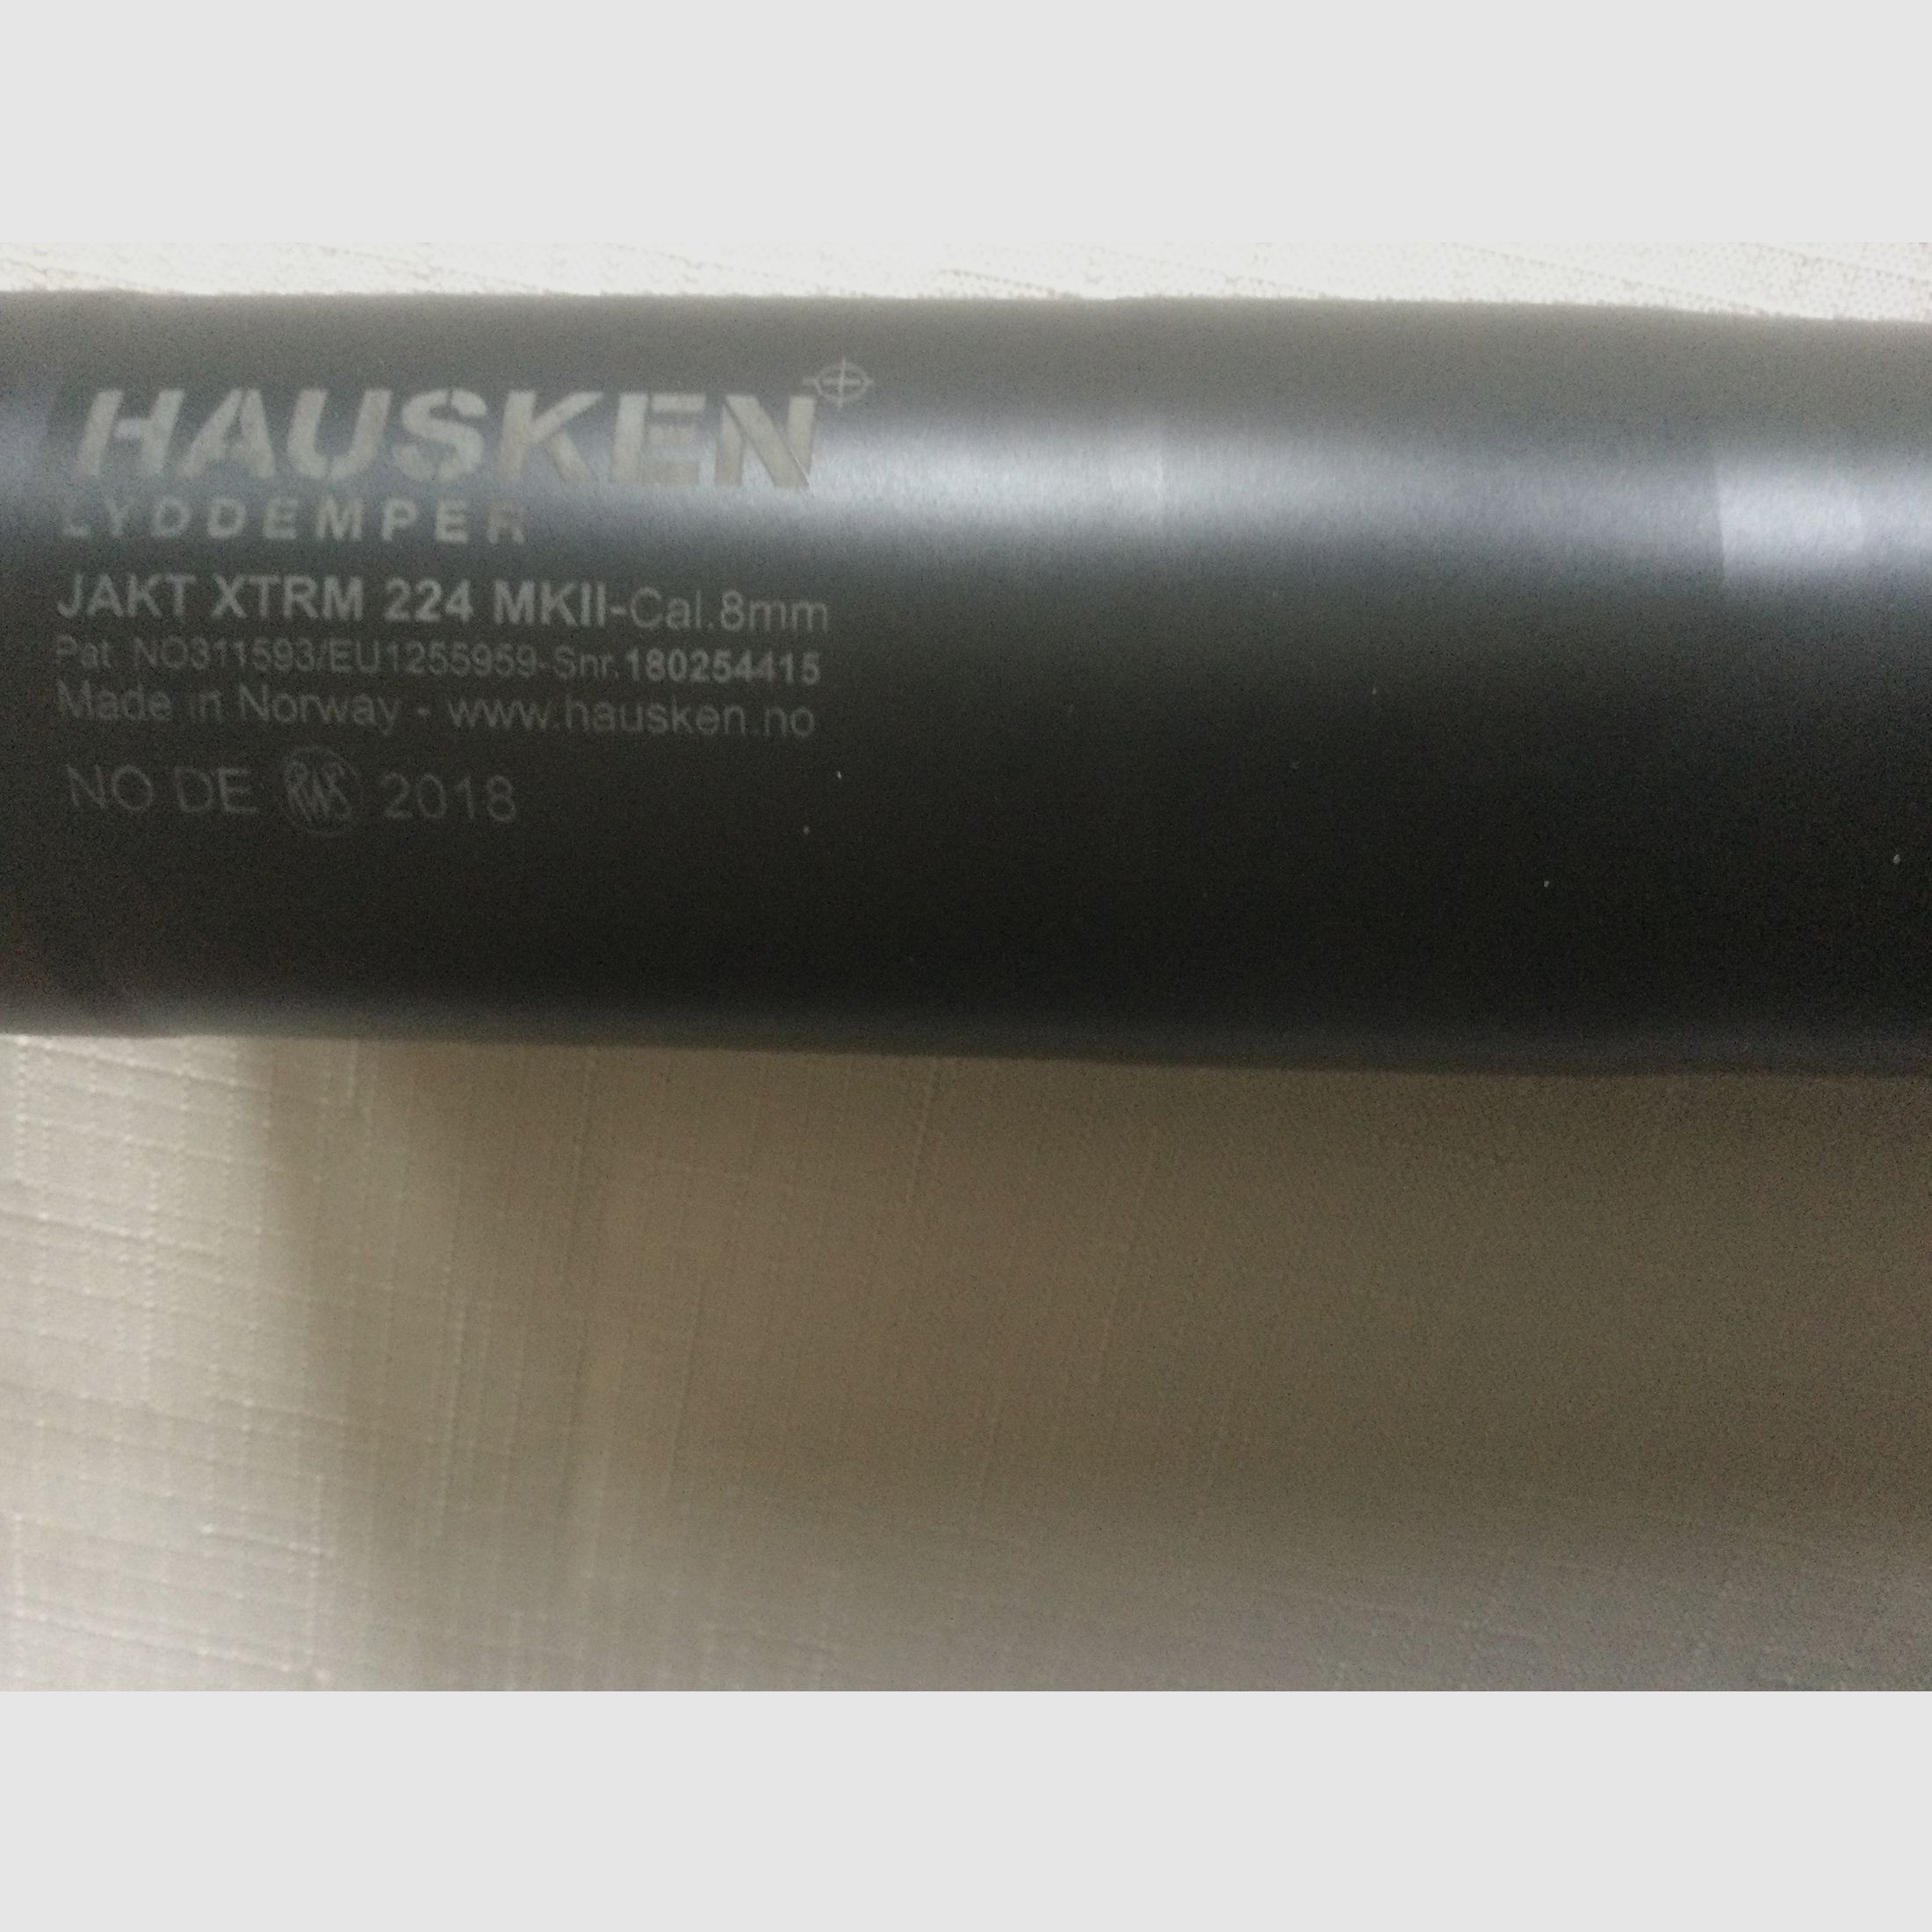 HAUSKEN
LYDDEMPER
JAKT XTRM 224 MKII-Cal.8mm
Pat. NO311593/EU1255959-Snr.180254415
Made in Norway - www.hausken.no
NO DE RWS 2018